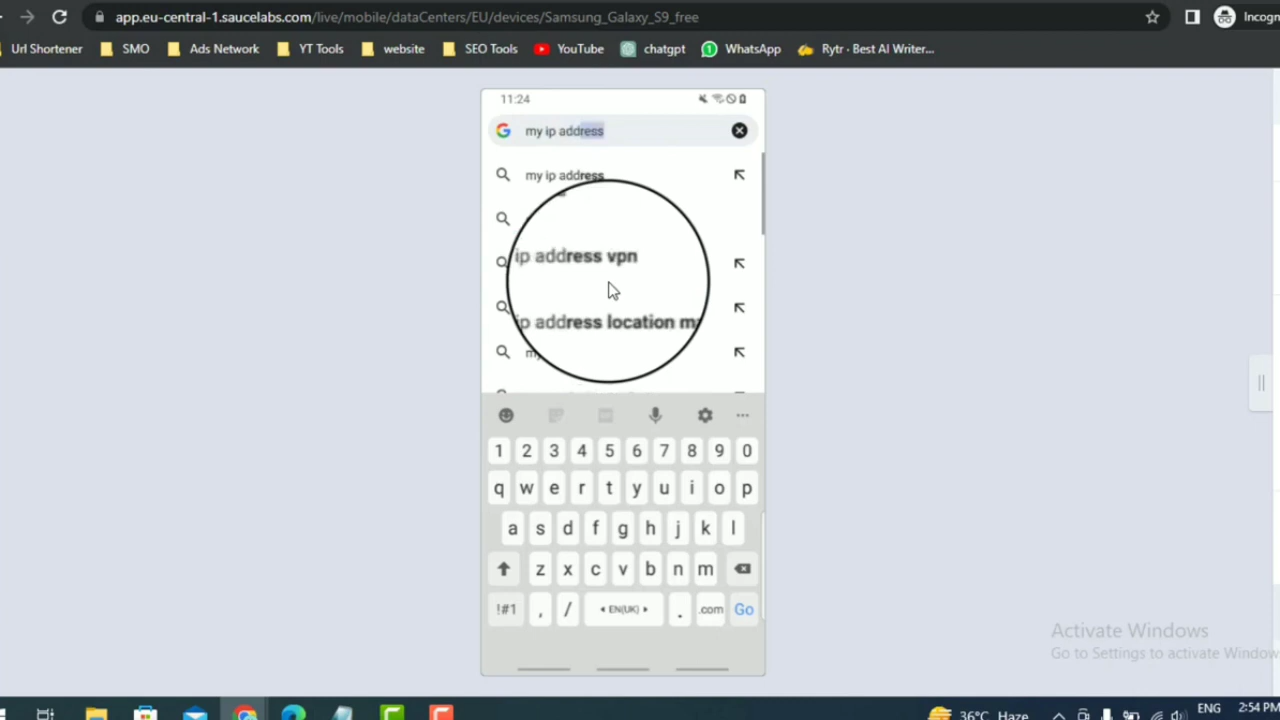 app.eu-central-1.saucelabs.com/live/mobile/dataCenters/EU/devices/Samsung_Galaxy_S9_free
Incogn
Url Shortener SMO Ads Network YT Tools website SEO Tools YouTube chatgpt WhatsApp Rytr · Best AI Writer...
11:24
my ip address
my ip address
ip address vpn
ip address location m
my
1 2 3 4 5 6 7 8 9 0
q w e r t y u i o p
a s d f g h j k l
z x c v b n m
!#1 , / EN(UK) . .com Go
Activate Windows
Go to Settings to activate Window
36°C Haze ENG 2:54 PM